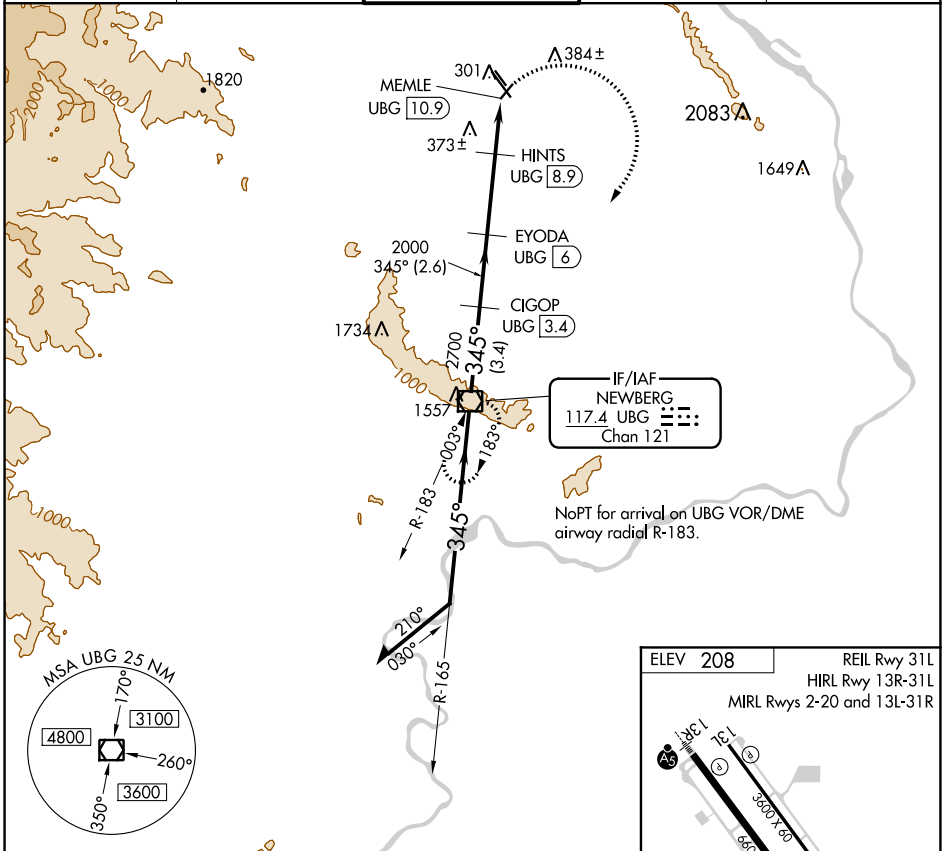 1820
2000
1000
MEMLE
UBG 10.9
301
384±
2083
1649
373±
HINTS
UBG 8.9
EYODA
UBG 6
2000
345° (2.6)
CIGOP
UBG 3.4
1734
1000
2700
345°
(3.4)
1557
IF/IAF
NEWBERG
117.4 UBG
Chan 121
R-183
003°
183°
345°
NoPT for arrival on UBG VOR/DME
airway radial R-183.
1000
210°
030°
R-165
MSA UBG 25 NM
170°
3100
4800
260°
3600
350°
ELEV 208
REIL Rwy 31L
HIRL Rwy 13R-31L
MIRL Rwys 2-20 and 13L-31R
13R
13L
A5
P
P
3600 X 60